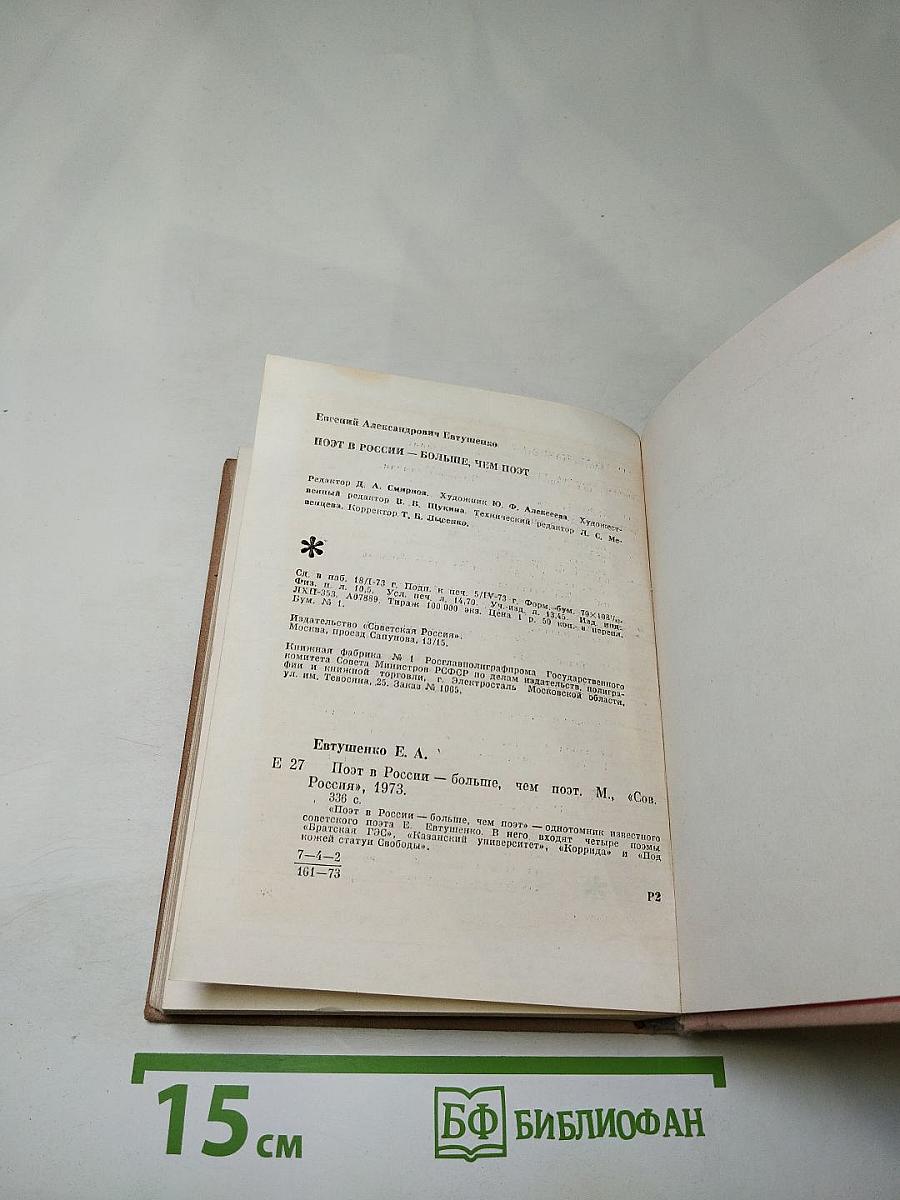 Евгений Александрович Евтушенко
ПОЭТ В РОССИИ — БОЛЬШЕ, ЧЕМ ПОЭТ
Редактор Д. А. Смирнов. Художник Ю. Ф. Алексеева. Художест-
венный редактор В. В. Щукина. Технический редактор Л. С. Ме-
венцева. Корректор Т. Б. Лысенко.
*
Сд. в наб. 18/I-73 г. Подп. к печ. 5/IV-73 г. Форм. бум. 70×108¹/₃₂.
Физ. п. л. 10,5. Усл. печ. л. 14,70. Уч.-изд. л. 13,45. Изд. инд.
ЛХП-353. А07889. Тираж 100 000 экз. Цена 1 р. 50 коп. в перепл.
Бум. № 1.
Издательство «Советская Россия».
Москва, проезд Сапунова, 13/15.
Книжная фабрика № 1 Росглавполиграфпрома Государственного
комитета Совета Министров РСФСР по делам издательств, полигра-
фии и книжной торговли, г. Электросталь Московской области,
ул. им. Тевосяна, 25. Заказ № 1065.
Евтушенко Е. А.
Е 27 Поэт в России — больше, чем поэт. М., «Сов.
Россия», 1973.
336 с.
«Поэт в России — больше, чем поэт» — однотомник известного
советского поэта Е. Евтушенко. В него входят четыре поэмы
«Братская ГЭС», «Казанский университет», «Коррида» и «Под
кожей статуи Свободы».
7—4—2
161—73
Р2
15 см
БФ БИБЛИОФАН